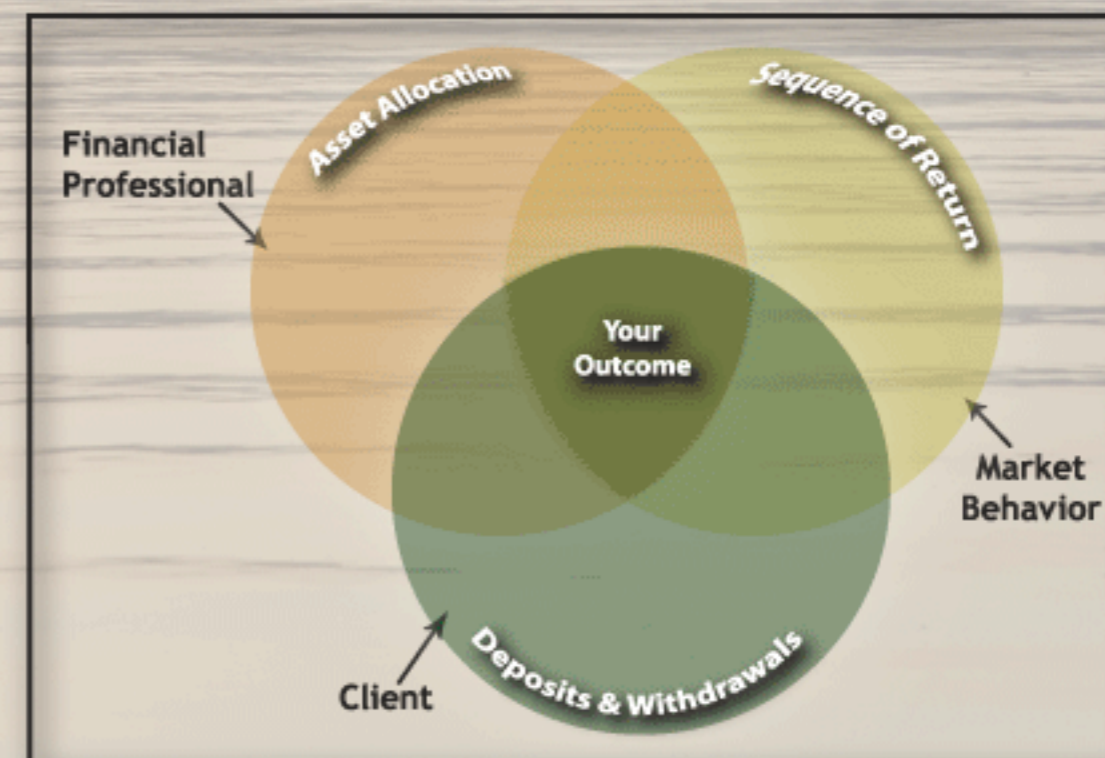 Asset Allocation
Sequence of Return
Financial
Professional
Your
Outcome
Market
Behavior
Client
Deposits & Withdrawals